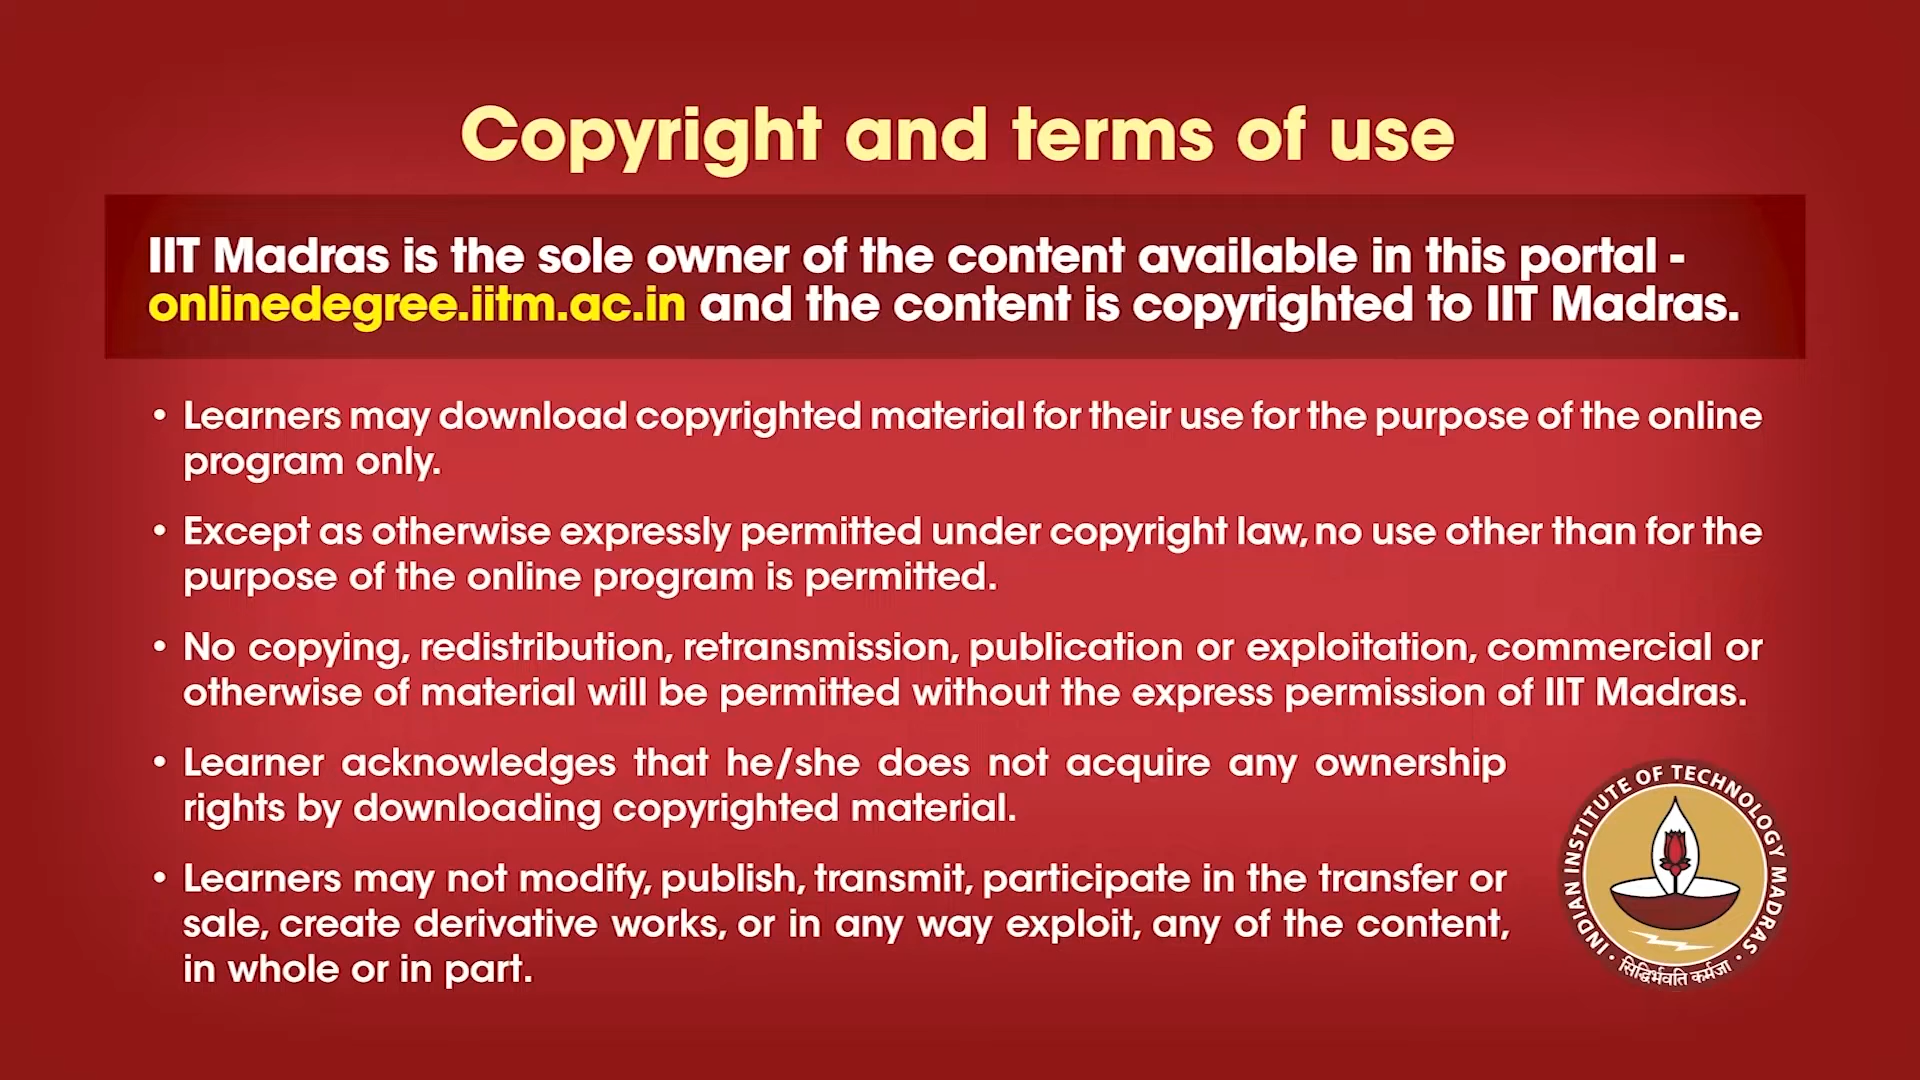 Copyright and terms of use
IIT Madras is the sole owner of the content available in this portal -
onlinedegree.iitm.ac.in and the content is copyrighted to IIT Madras.
• Learners may download copyrighted material for their use for the purpose of the online
program only.
• Except as otherwise expressly permitted under copyright law, no use other than for the
purpose of the online program is permitted.
• No copying, redistribution, retransmission, publication or exploitation, commercial or
otherwise of material will be permitted without the express permission of IIT Madras.
• Learner acknowledges that he/she does not acquire any ownership
rights by downloading copyrighted material.
• Learners may not modify, publish, transmit, participate in the transfer or
sale, create derivative works, or in any way exploit, any of the content,
in whole or in part.
INDIAN INSTITUTE OF TECHNOLOGY MADRAS
सिद्धिर्भवति कर्मजा